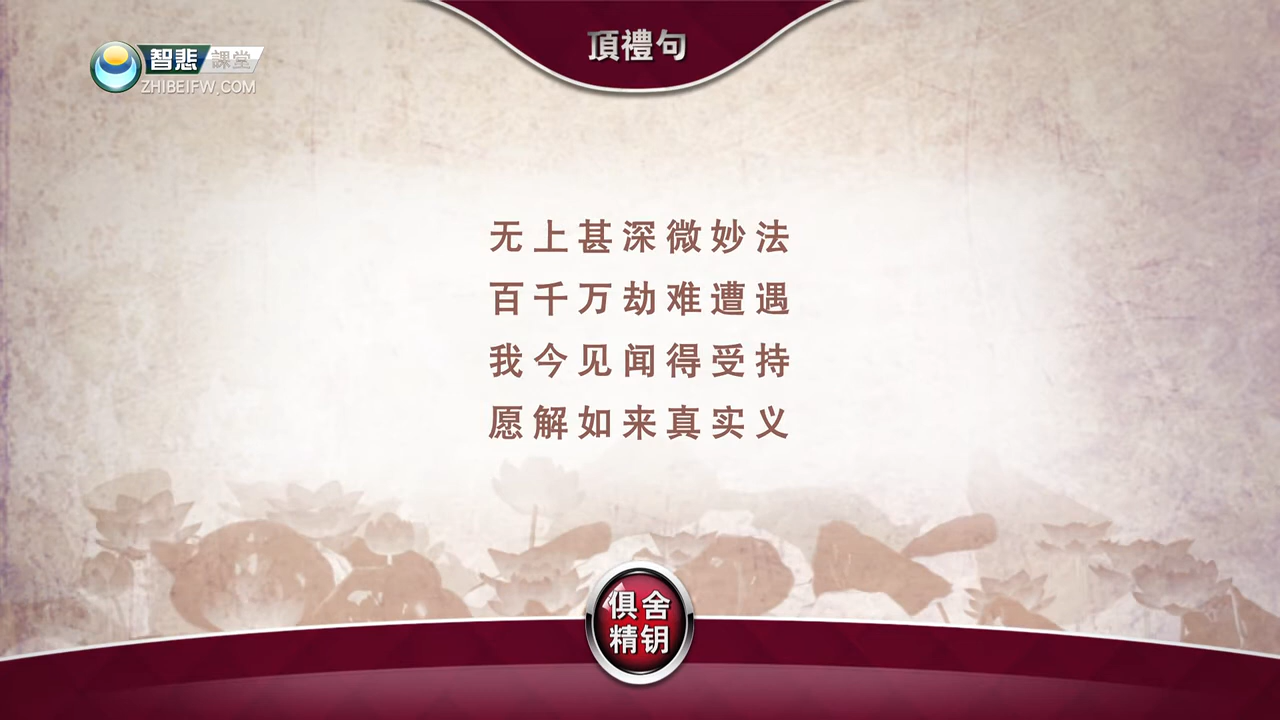 頂禮句
智悲課堂
ZHIBEIFW.COM
无上甚深微妙法
百千万劫难遭遇
我今见闻得受持
愿解如来真实义
俱舍
精钥